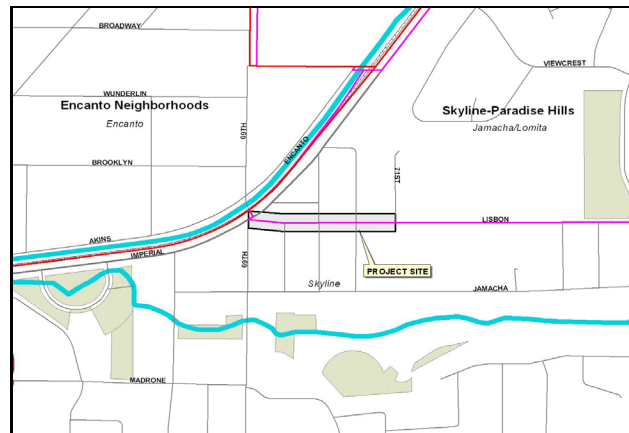 BROADWAY
VIEWCREST
WUNDERLIN
Encanto Neighborhoods
Encanto
Skyline-Paradise Hills
Jamacha/Lomita
69TH
ENCANTO
BROOKLYN
71ST
LISBON
AKINS
IMPERIAL
69TH
PROJECT SITE
Skyline
JAMACHA
MADRONE